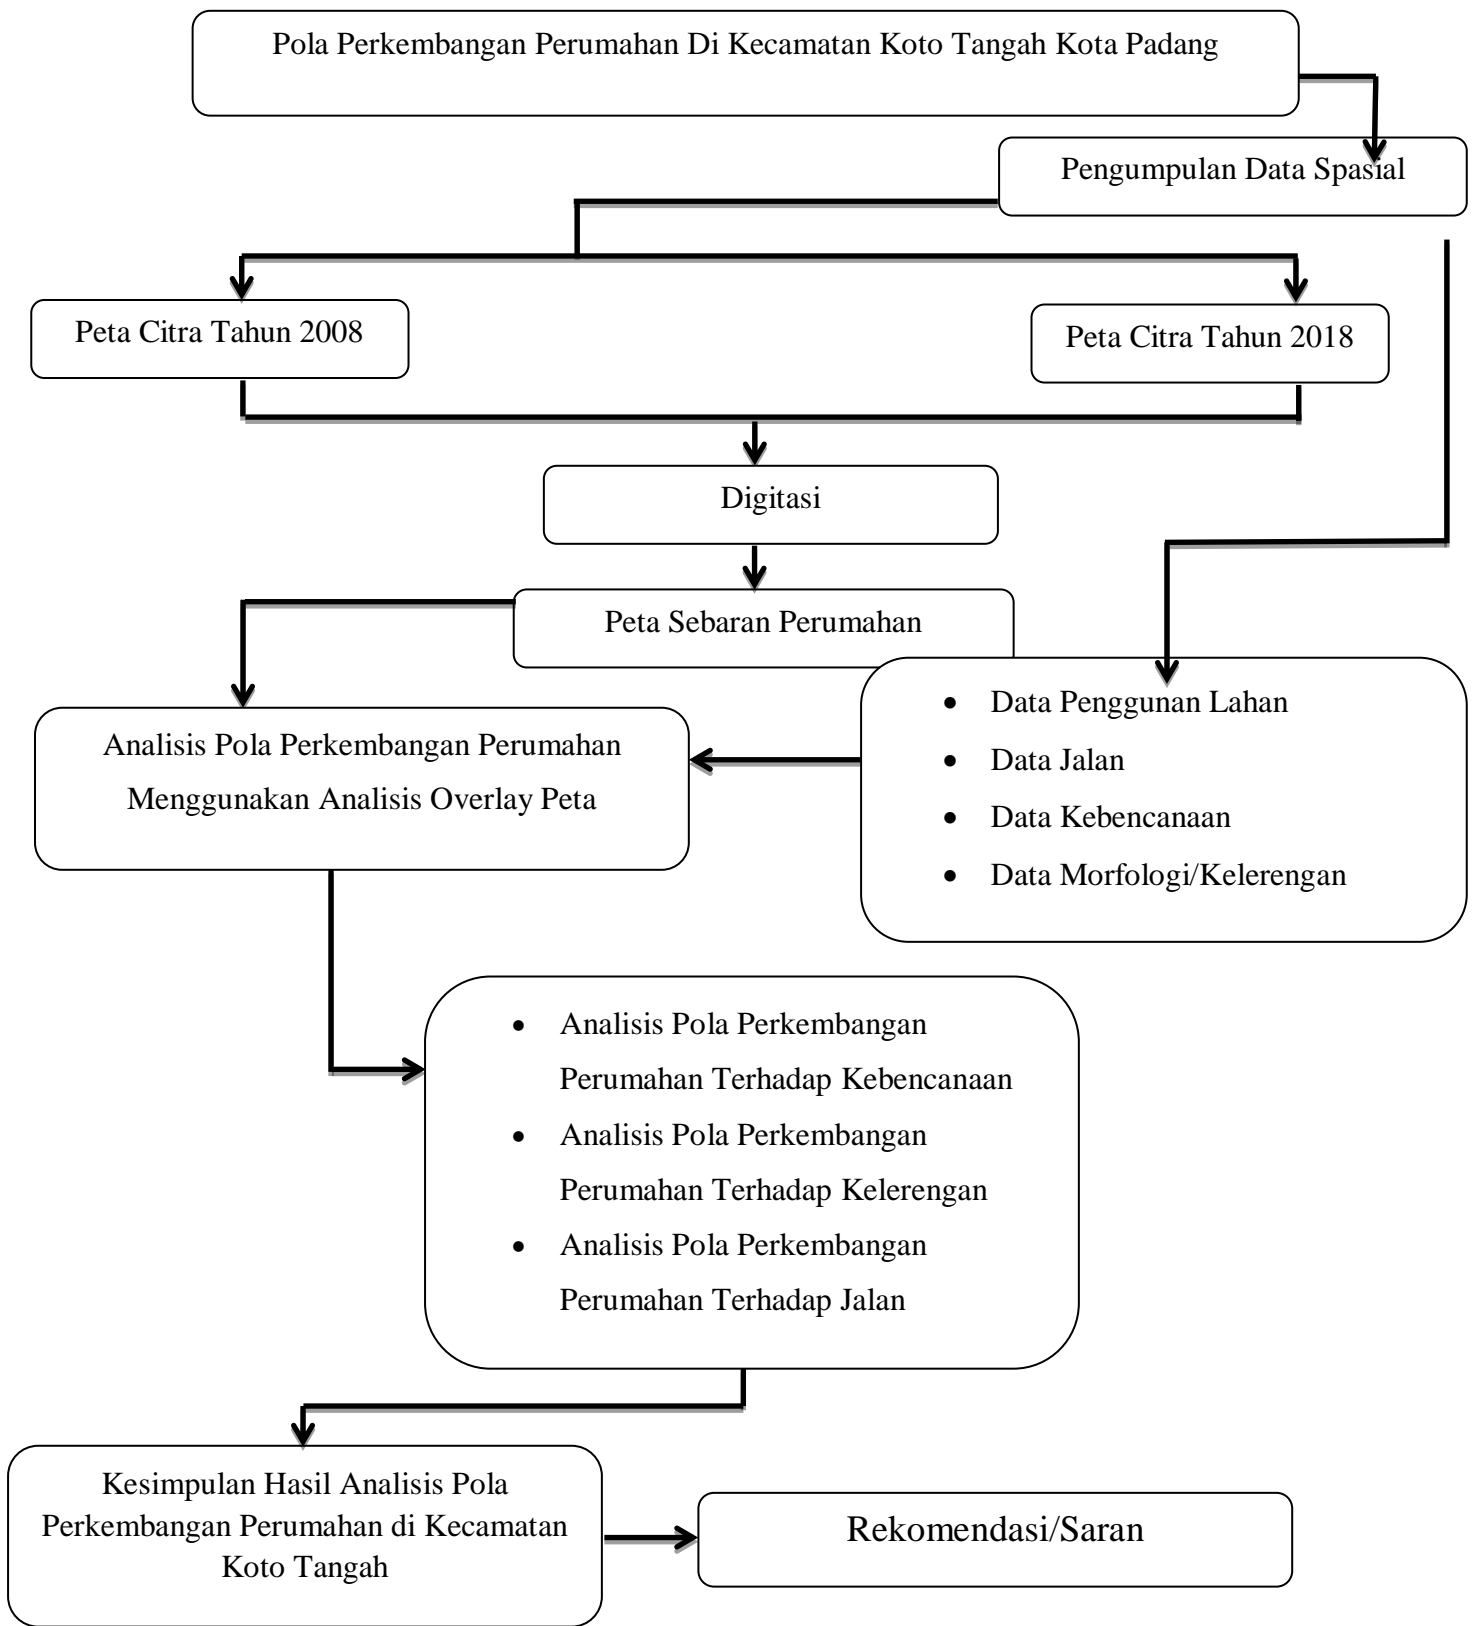 Pola Perkembangan Perumahan Di Kecamatan Koto Tangah Kota Padang
Pengumpulan Data Spasial
Peta Citra Tahun 2008
Peta Citra Tahun 2018
Digitasi
Peta Sebaran Perumahan
• Data Penggunan Lahan
• Data Jalan
• Data Kebencanaan
• Data Morfologi/Kelerengan
Analisis Pola Perkembangan Perumahan
Menggunakan Analisis Overlay Peta
• Analisis Pola Perkembangan
Perumahan Terhadap Kebencanaan
• Analisis Pola Perkembangan
Perumahan Terhadap Kelerengan
• Analisis Pola Perkembangan
Perumahan Terhadap Jalan
Kesimpulan Hasil Analisis Pola
Perkembangan Perumahan di Kecamatan
Koto Tangah
Rekomendasi/Saran